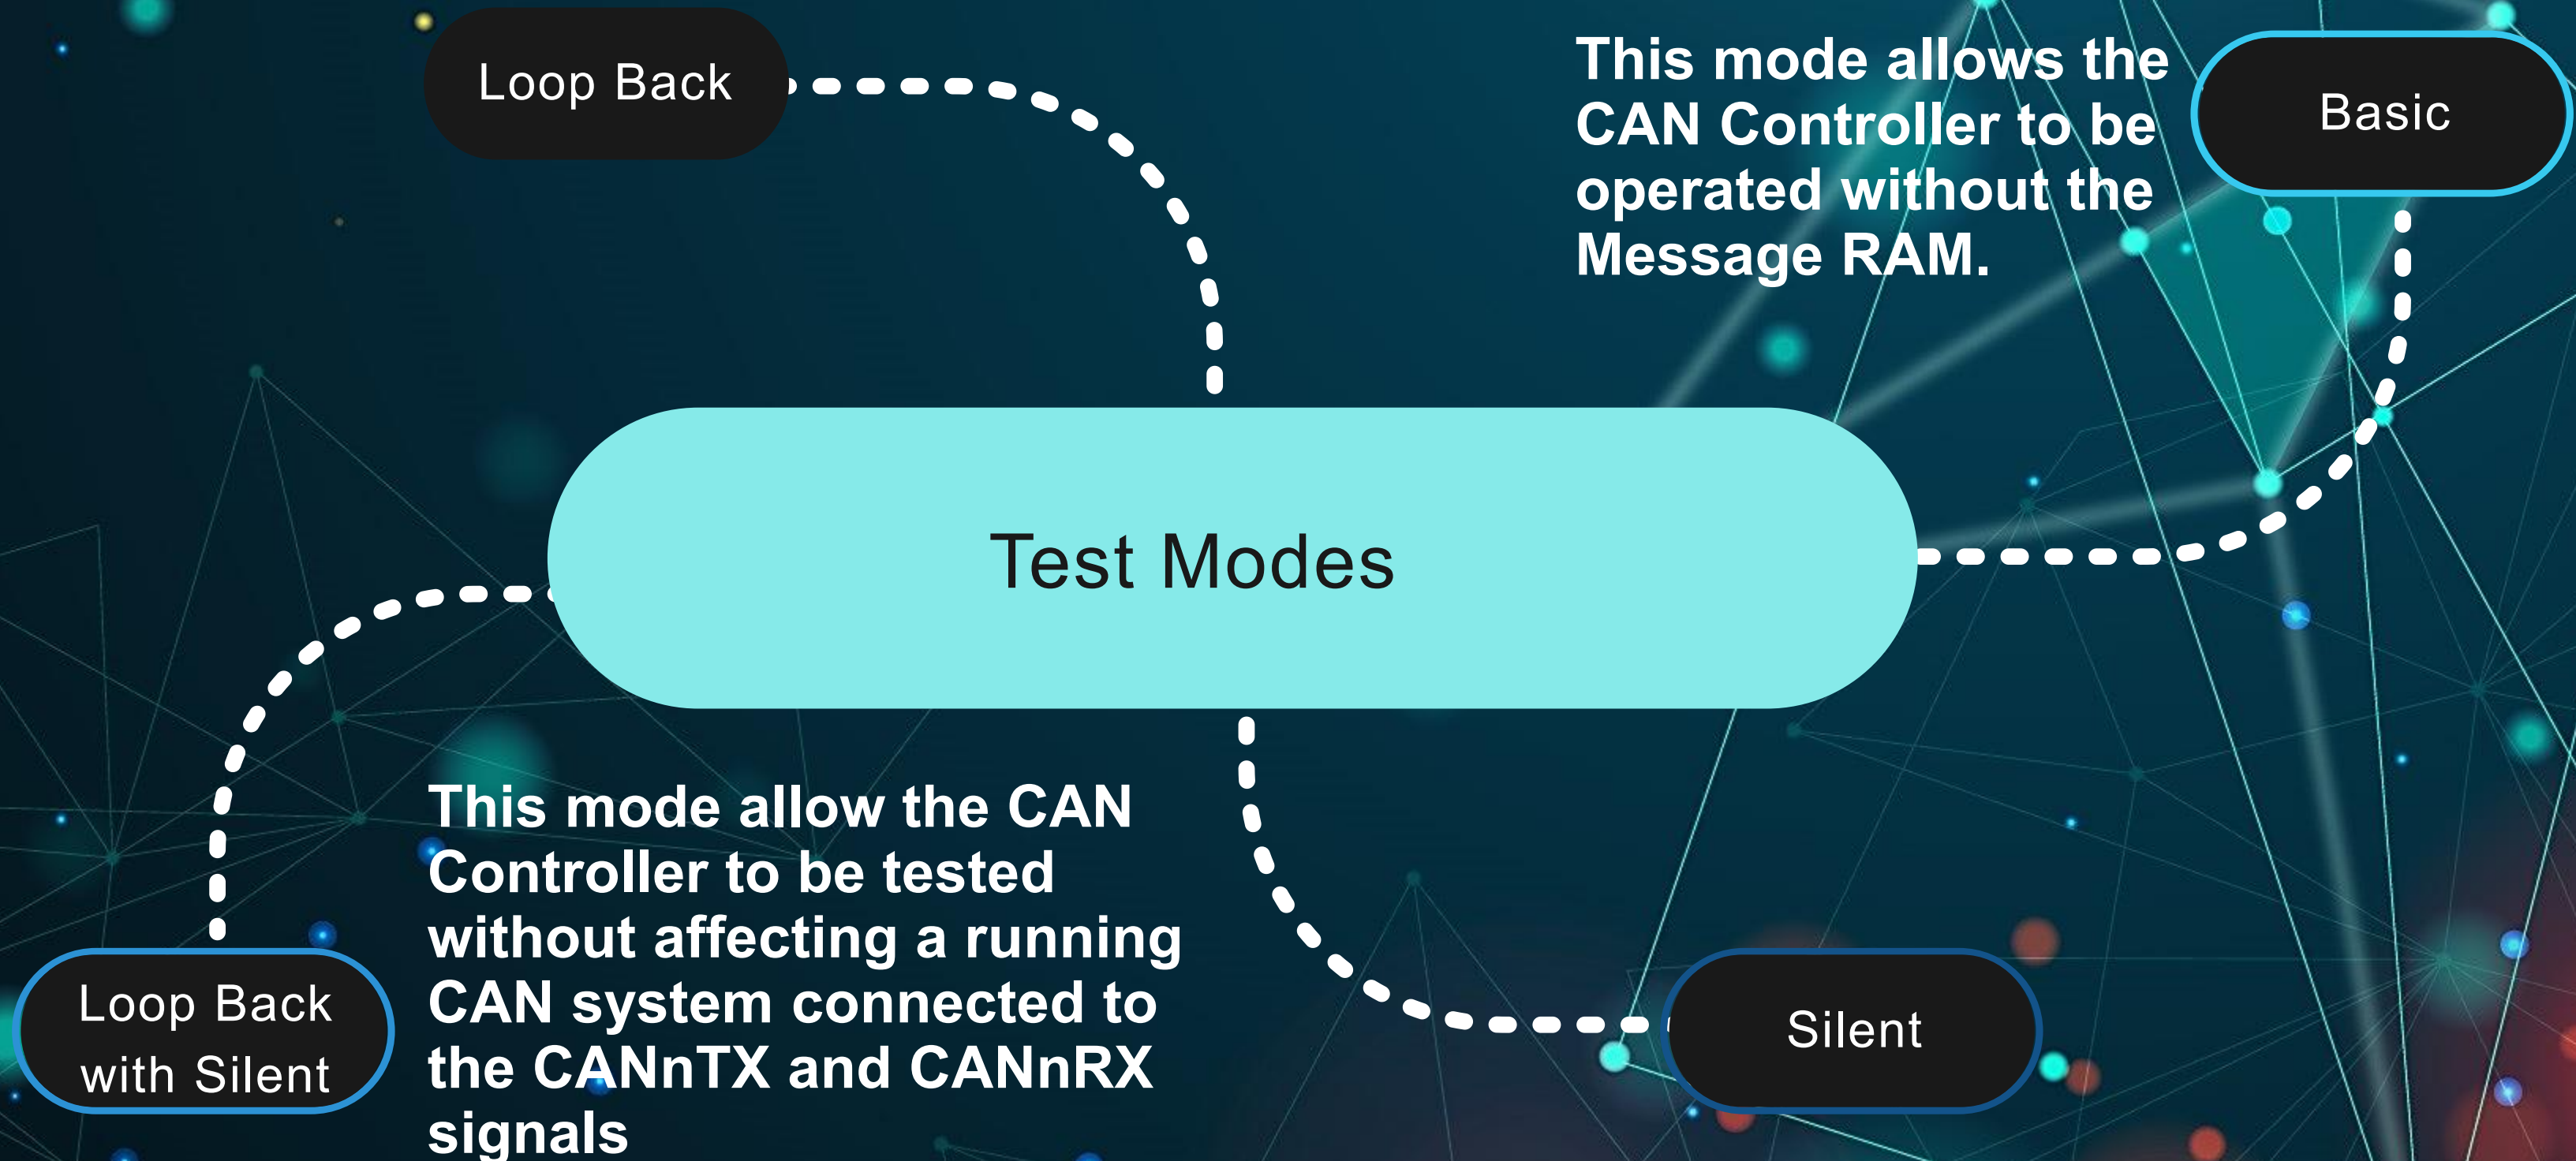 Loop Back
This mode allows the
CAN Controller to be
operated without the
Message RAM.
Basic
Test Modes
This mode allow the CAN
Controller to be tested
without affecting a running
CAN system connected to
the CANnTX and CANnRX
signals
Loop Back
with Silent
Silent